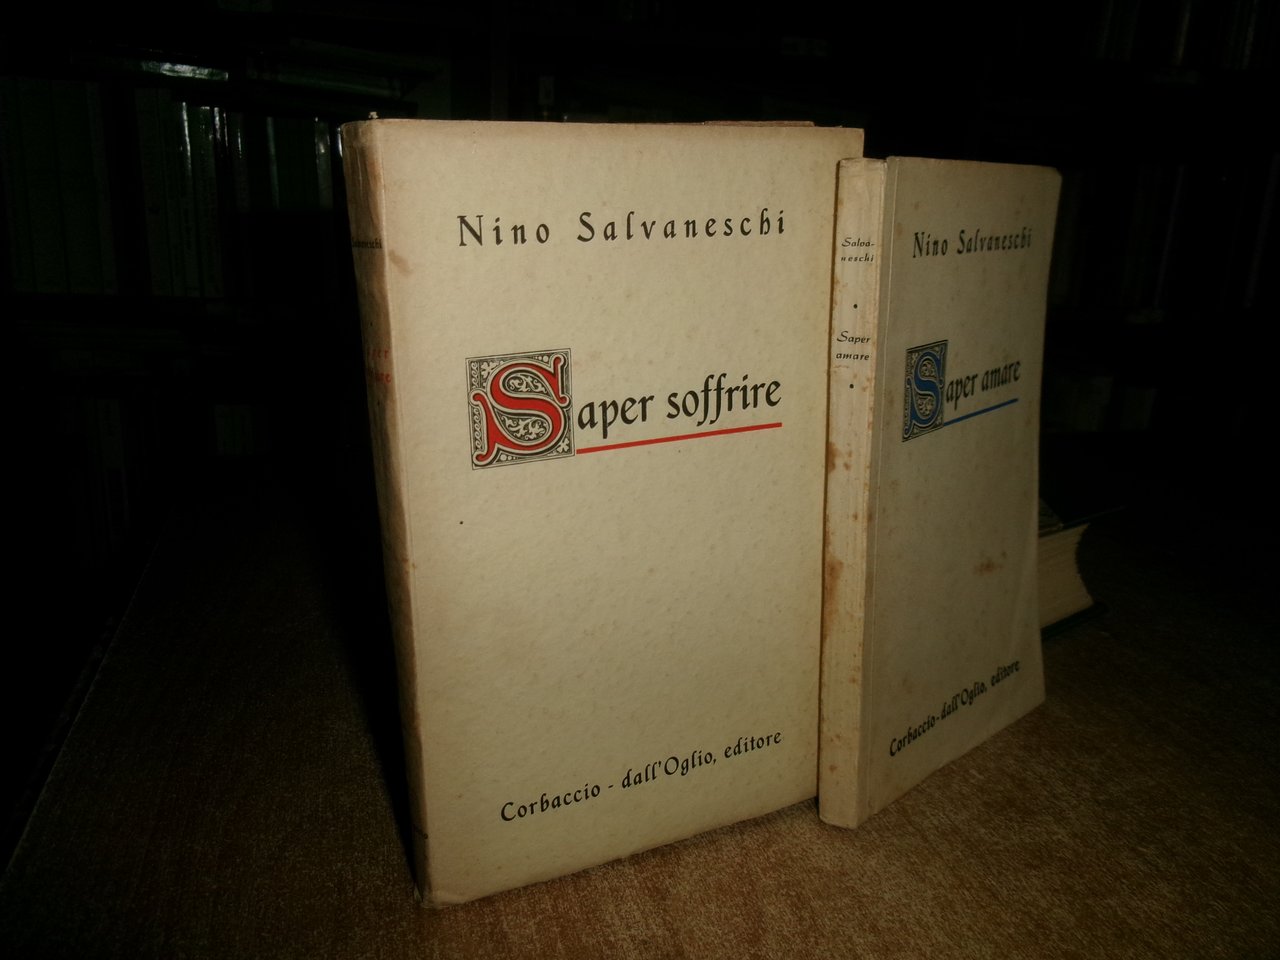 Nino Salvaneschi
Saper soffrire
Corbaccio - dall'Oglio, editore
Salva-
neschi
Saper
amare
Nino Salvaneschi
Saper amare
Corbaccio - dall'Oglio, editore